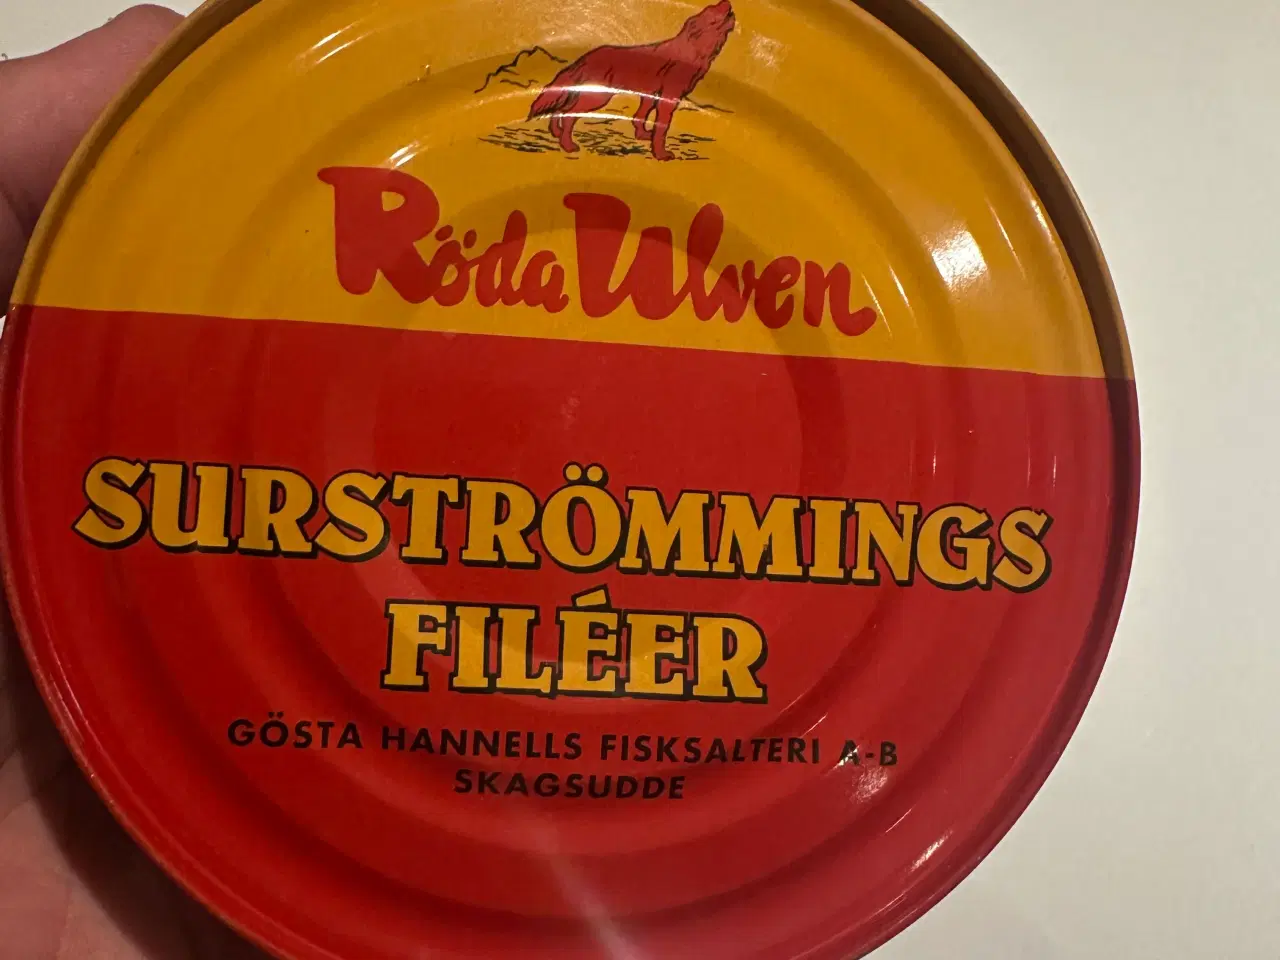 Röda Ulven
SURSTRÖMMINGS
FILÉER
GÖSTA HANNELLS FISKSALTERI A-B
SKAGSUDDE